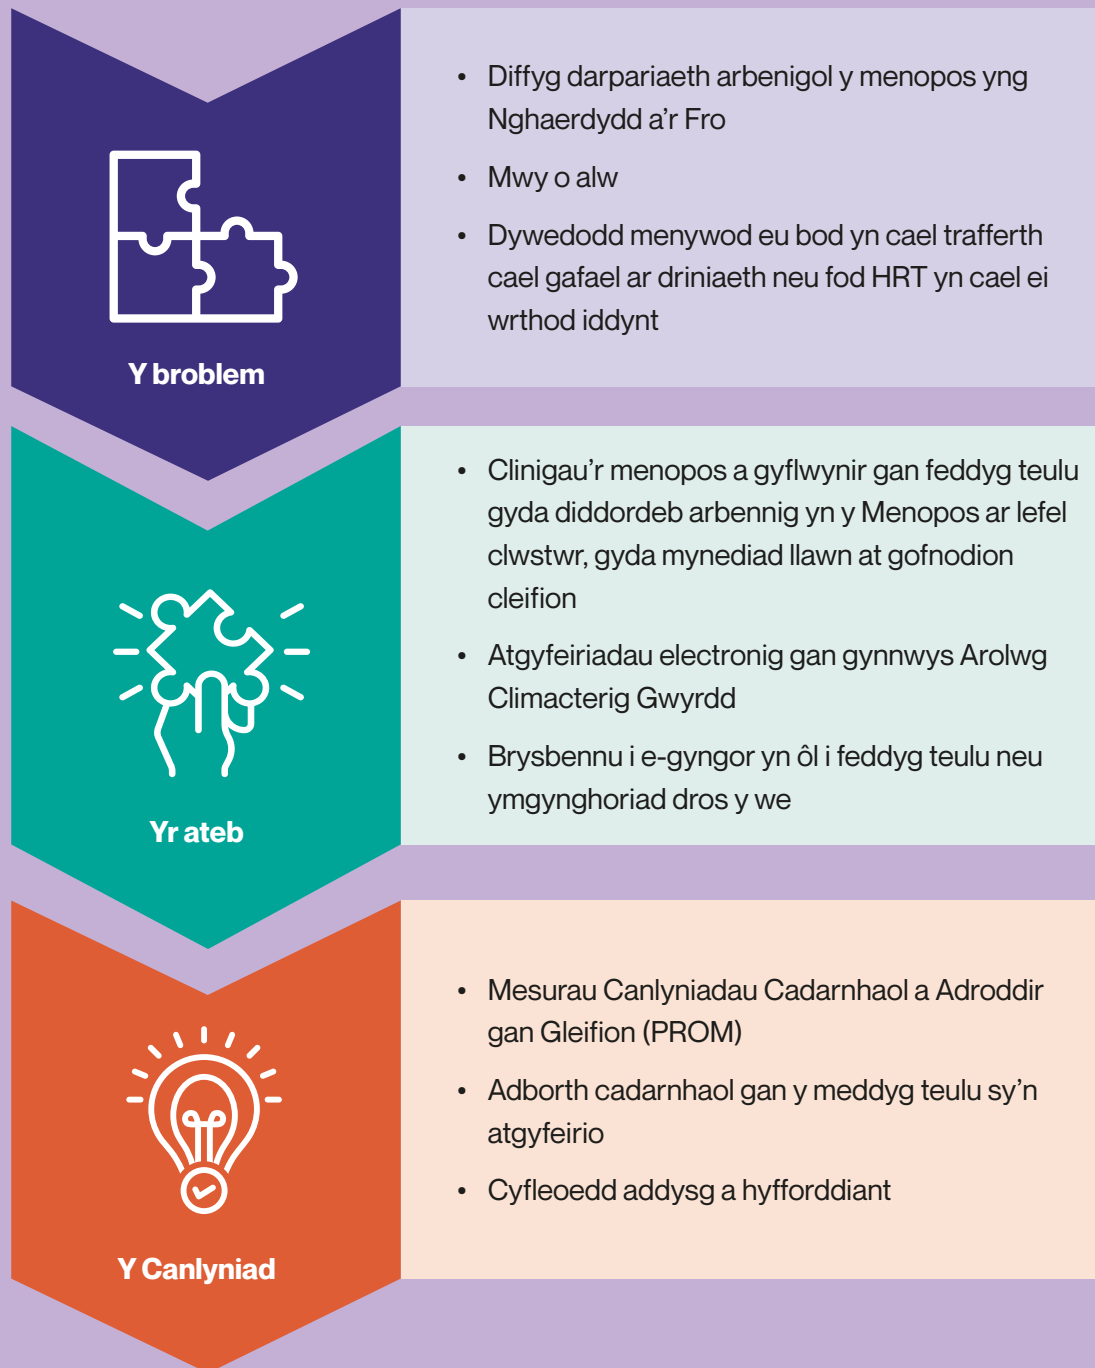 • Diffyg darpariaeth arbenigol y menopos yng
Nghaerdydd a’r Fro
• Mwy o alw
• Dywedodd menywod eu bod yn cael trafferth
cael gafael ar driniaeth neu fod HRT yn cael ei
wrthod iddynt
Y broblem
• Clinigau’r menopos a gyflwynir gan feddyg teulu
gyda diddordeb arbennig yn y Menopos ar lefel
clwstwr, gyda mynediad llawn at gofnodion
cleifion
• Atgyfeiriadau electronig gan gynnwys Arolwg
Climacterig Gwyrdd
• Brysbennu i e-gyngor yn ôl i feddyg teulu neu
ymgynghoriad dros y we
Yr ateb
• Mesurau Canlyniadau Cadarnhaol a Adroddir
gan Gleifion (PROM)
• Adborth cadarnhaol gan y meddyg teulu sy’n
atgyfeirio
• Cyfleoedd addysg a hyfforddiant
Y Canlyniad